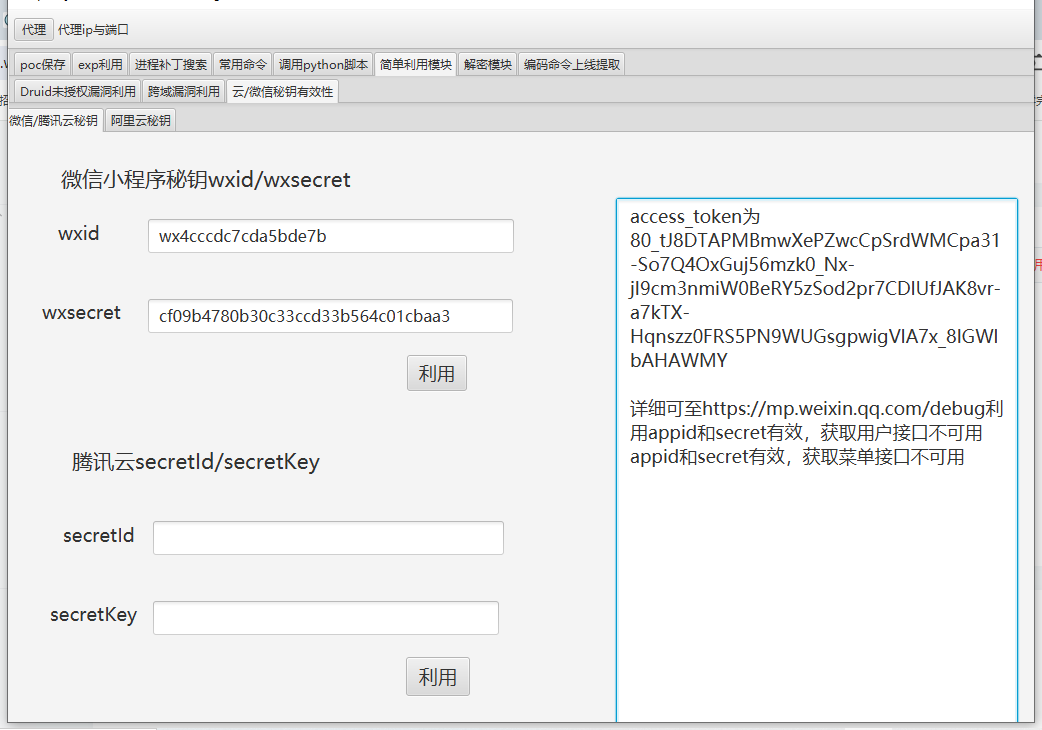 代理 代理ip与端口
poc保存 exp利用 进程补丁搜索 常用命令 调用python脚本 简单利用模块 解密模块 编码命令上线提取
Druid未授权漏洞利用 跨域漏洞利用 云/微信秘钥有效性
微信/腾讯云秘钥 阿里云秘钥
微信小程序秘钥wxid/wxsecret
wxid wx4cccdc7cda5bde7b
wxsecret cf09b4780b30c33ccd33b564c01cbaa3
利用
腾讯云secretId/secretKey
secretId
secretKey
利用
access_token为
80_tJ8DTAPMBmwXePZwcCpSrdWMCpa31
-So7Q4OxGuj56mzk0_Nx-
jI9cm3nmiW0BeRY5zSod2pr7CDIUfJAK8vr-
a7kTX-
Hqnszz0FRS5PN9WUGsgpwigVIA7x_8IGWI
bAHAWMY
详细可至https://mp.weixin.qq.com/debug利
用appid和secret有效，获取用户接口不可用
appid和secret有效，获取菜单接口不可用